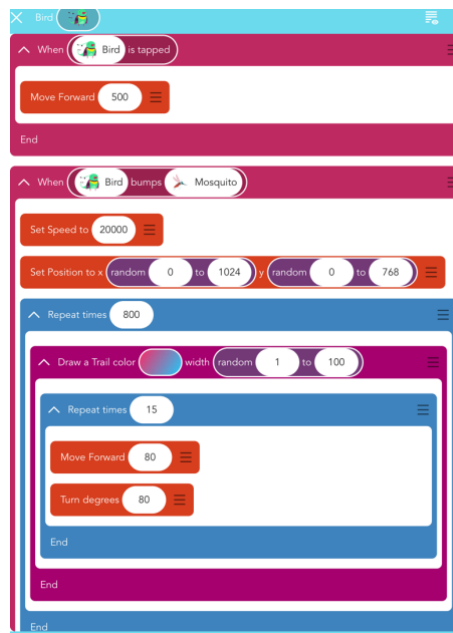 Bird
When Bird is tapped
Move Forward 500
End
When Bird bumps Mosquito
Set Speed to 20000
Set Position to x random 0 to 1024 y random 0 to 768
Repeat times 800
Draw a Trail color width random 1 to 100
Repeat times 15
Move Forward 80
Turn degrees 80
End
End
End